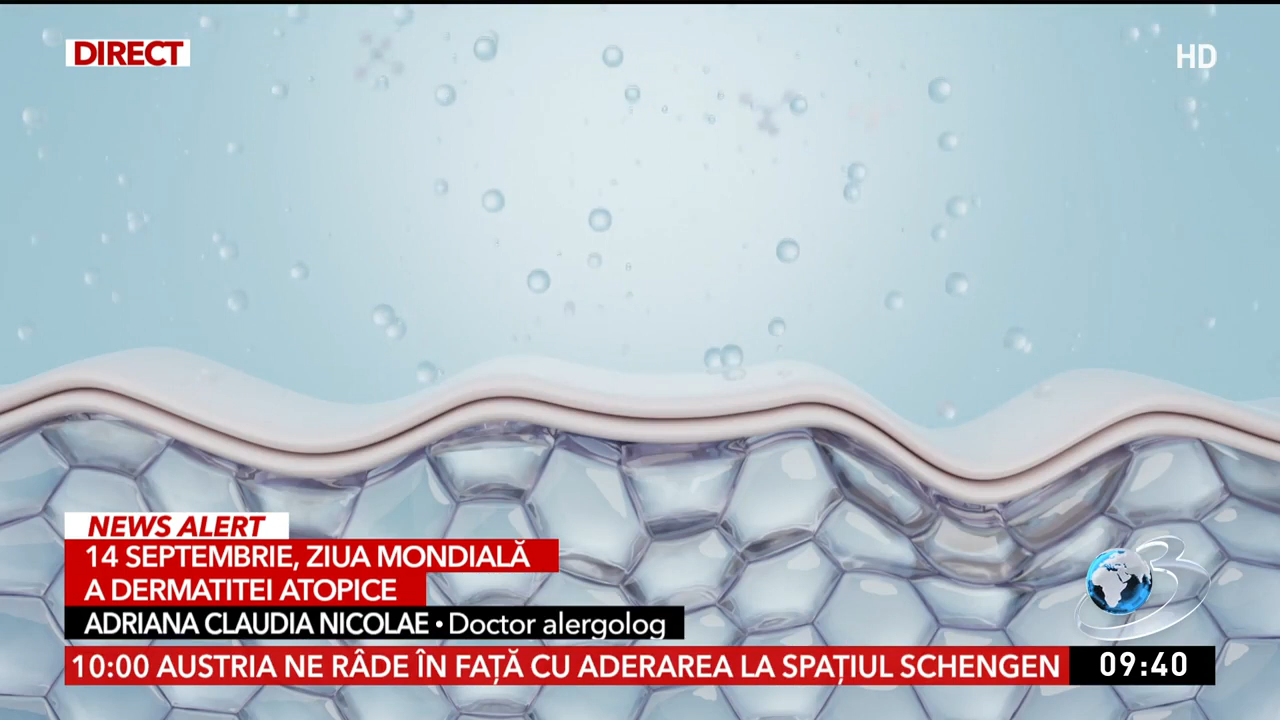 DIRECT
HD
NEWS ALERT
14 SEPTEMBRIE, ZIUA MONDIALĂ
A DERMATITEI ATOPICE
ADRIANA CLAUDIA NICOLAE • Doctor alergolog
10:00 AUSTRIA NE RÂDE ÎN FAȚĂ CU ADERAREA LA SPAȚIUL SCHENGEN
09:40
3